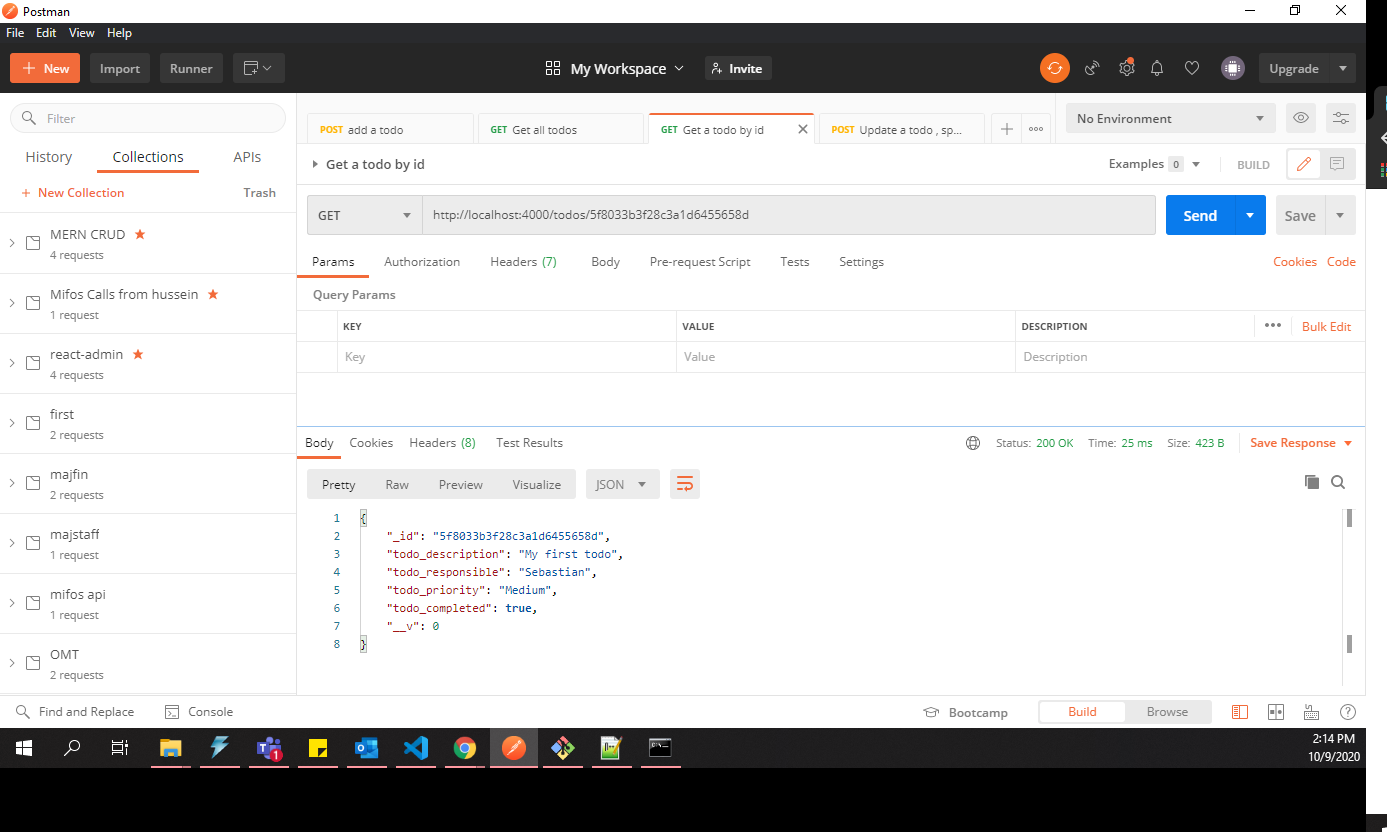 Postman
File Edit View Help
New Import Runner My Workspace Invite Upgrade
Filter
History Collections APIs
+ New Collection Trash
MERN CRUD
4 requests
Mifos Calls from hussein
1 request
react-admin
4 requests
first
2 requests
majfin
2 requests
majstaff
1 request
mifos api
1 request
OMT
2 requests
POST add a todo GET Get all todos GET Get a todo by id POST Update a todo , sp... No Environment
Get a todo by id Examples 0 BUILD
GET http://localhost:4000/todos/5f8033b3f28c3a1d6455658d Send Save
Params Authorization Headers (7) Body Pre-request Script Tests Settings Cookies Code
Query Params
KEY VALUE DESCRIPTION Bulk Edit
Key Value Description
Body Cookies Headers (8) Test Results Status: 200 OK Time: 25 ms Size: 423 B Save Response
Pretty Raw Preview Visualize JSON
1 {
2 "_id": "5f8033b3f28c3a1d6455658d",
3 "todo_description": "My first todo",
4 "todo_responsible": "Sebastian",
5 "todo_priority": "Medium",
6 "todo_completed": true,
7 "__v": 0
8 }
Find and Replace Console Bootcamp Build Browse
1
2:14 PM
10/9/2020